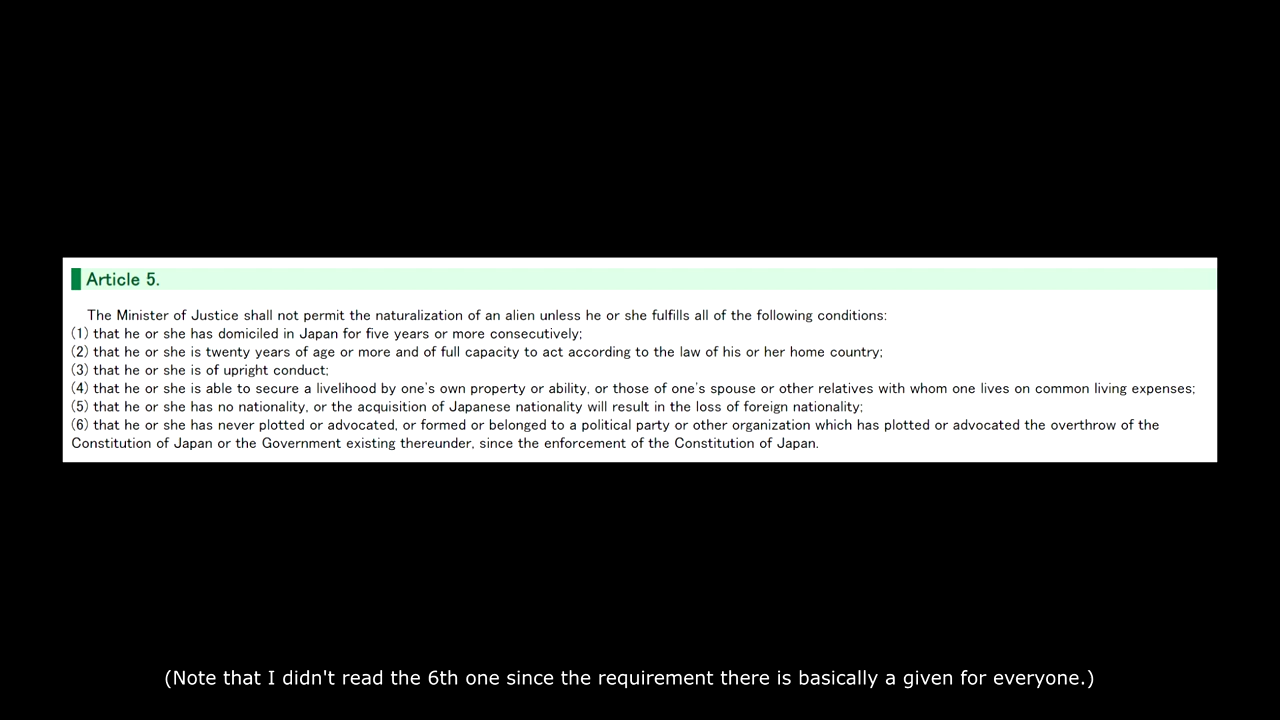 Article 5.
The Minister of Justice shall not permit the naturalization of an alien unless he or she fulfills all of the following conditions:
(1) that he or she has domiciled in Japan for five years or more consecutively;
(2) that he or she is twenty years of age or more and of full capacity to act according to the law of his or her home country;
(3) that he or she is of upright conduct;
(4) that he or she is able to secure a livelihood by one's own property or ability, or those of one's spouse or other relatives with whom one lives on common living expenses;
(5) that he or she has no nationality, or the acquisition of Japanese nationality will result in the loss of foreign nationality;
(6) that he or she has never plotted or advocated, or formed or belonged to a political party or other organization which has plotted or advocated the overthrow of the
Constitution of Japan or the Government existing thereunder, since the enforcement of the Constitution of Japan.
(Note that I didn't read the 6th one since the requirement there is basically a given for everyone.)